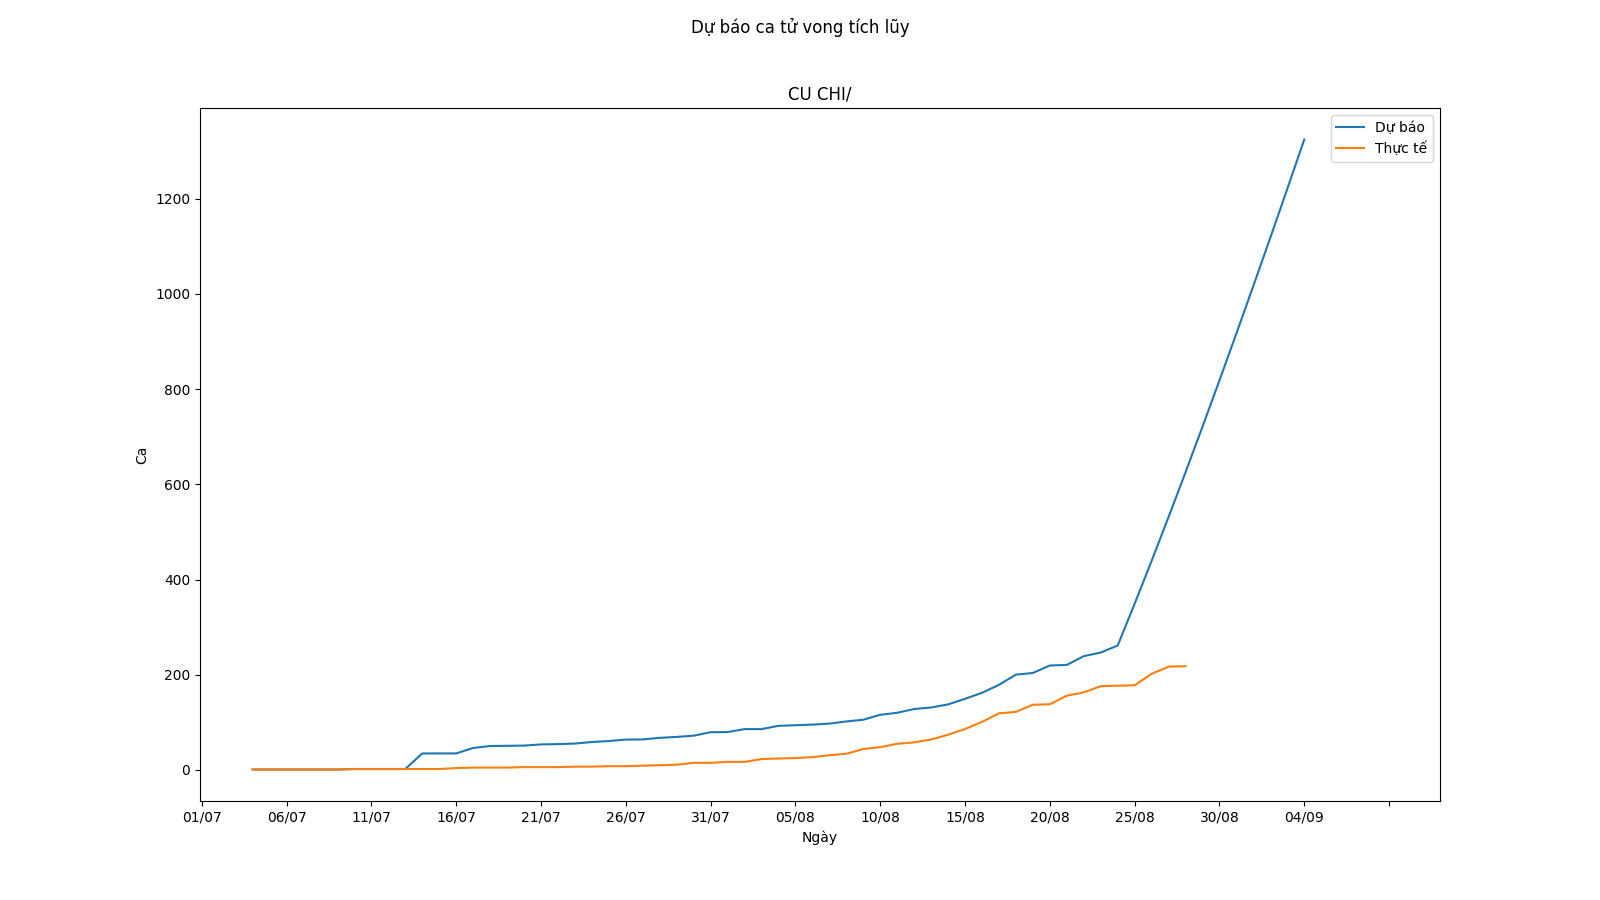 Dự báo ca tử vong tích lũy
CU CHI/
Dự báo
Thực tế
1200
1000
800
600
400
200
0
Ca
01/07 06/07 11/07 16/07 21/07 26/07 31/07 05/08 10/08 15/08 20/08 25/08 30/08 04/09
Ngày